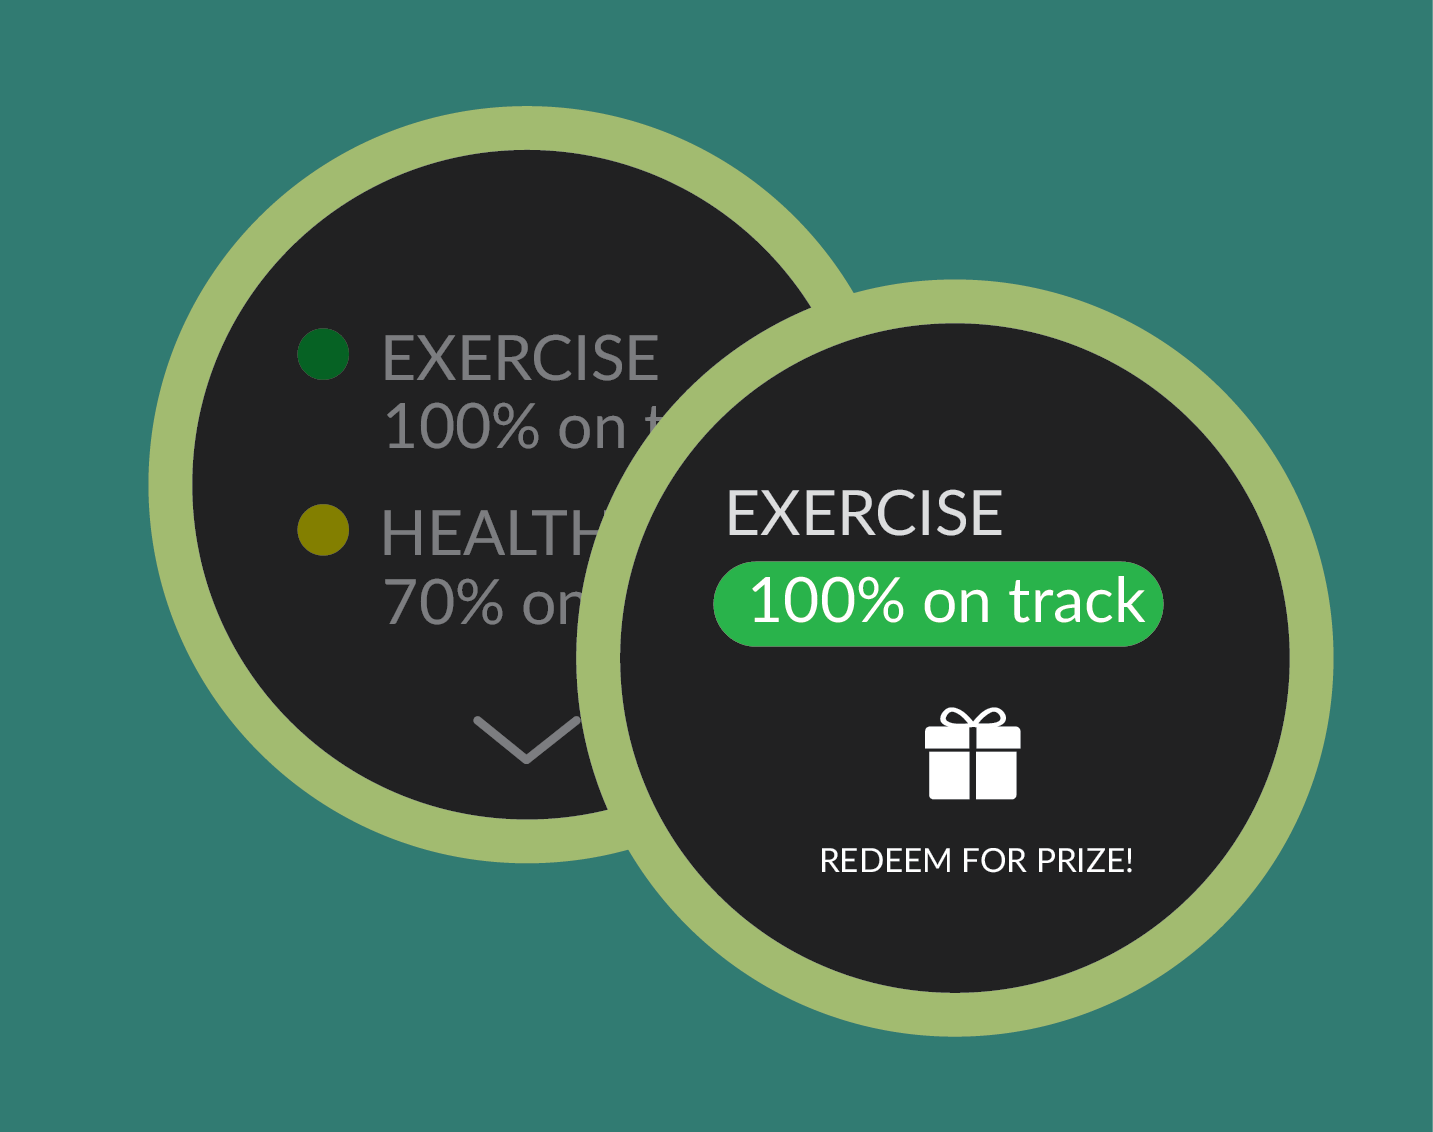 EXERCISE
100% on
HEALTH
70% on
EXERCISE
100% on track
REDEEM FOR PRIZE!